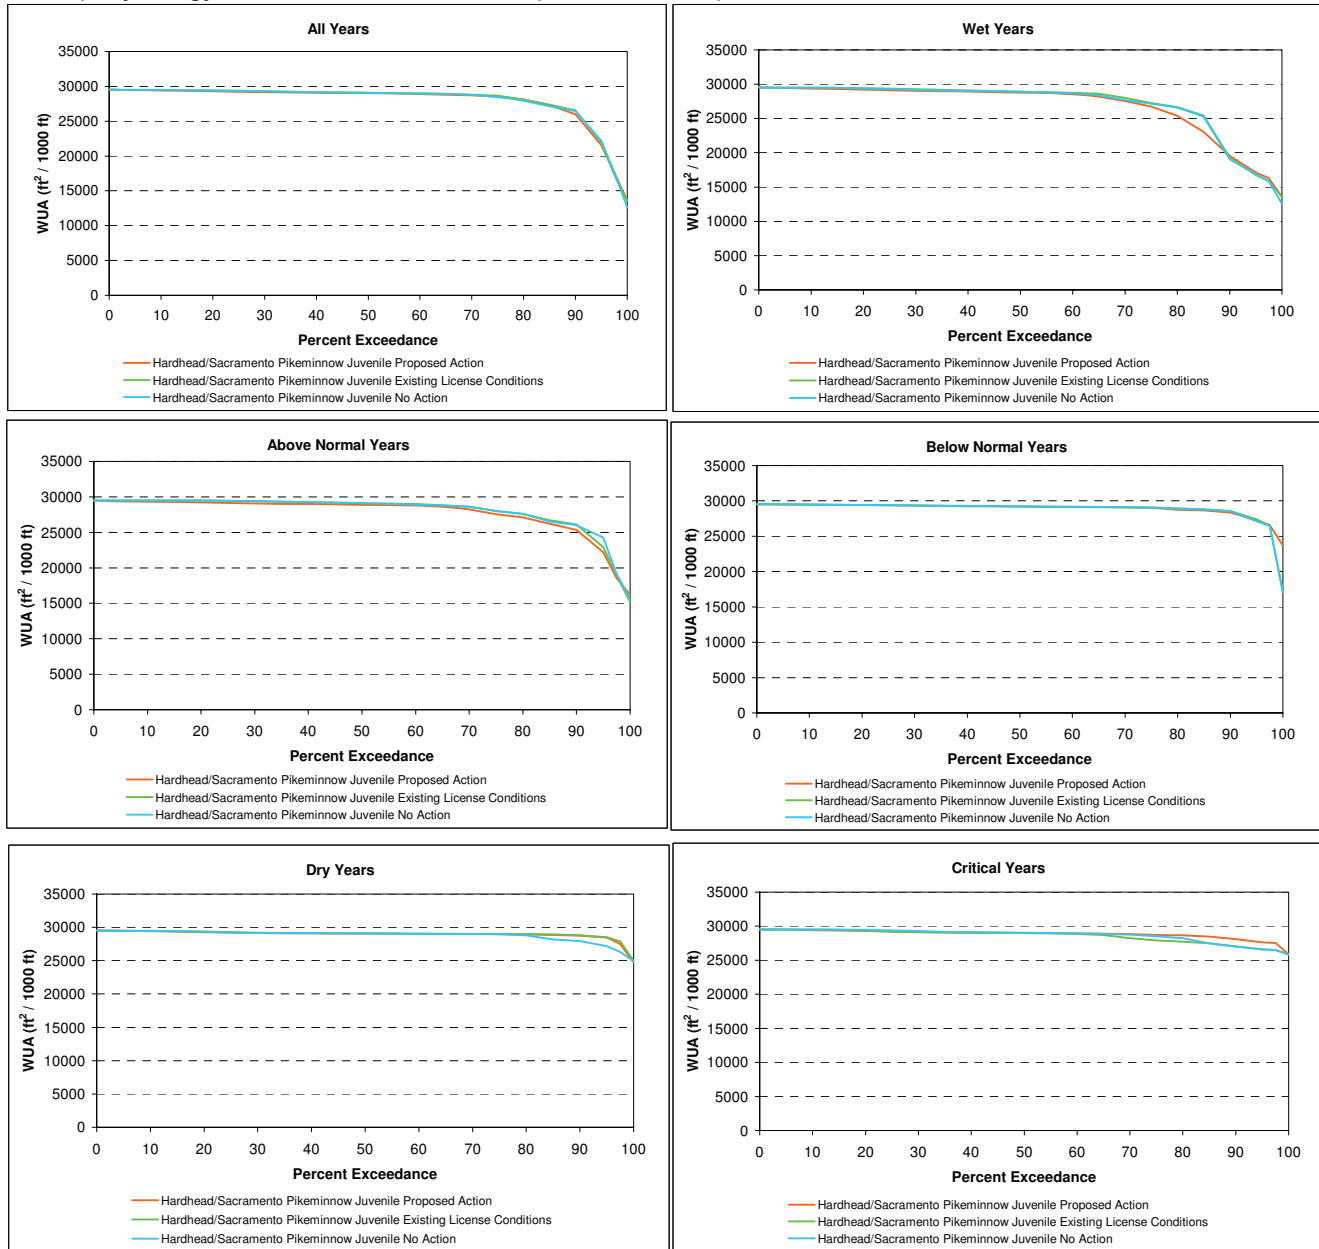 All Years
35000
30000
25000
20000
15000
10000
5000
0
WUA (ft² / 1000 ft)
0 10 20 30 40 50 60 70 80 90 100
Percent Exceedance
Hardhead/Sacramento Pikeminnow Juvenile Proposed Action
Hardhead/Sacramento Pikeminnow Juvenile Existing License Conditions
Hardhead/Sacramento Pikeminnow Juvenile No Action
Wet Years
35000
30000
25000
20000
15000
10000
5000
0
WUA (ft² / 1000 ft)
0 10 20 30 40 50 60 70 80 90 100
Percent Exceedance
Hardhead/Sacramento Pikeminnow Juvenile Proposed Action
Hardhead/Sacramento Pikeminnow Juvenile Existing License Conditions
Hardhead/Sacramento Pikeminnow Juvenile No Action
Above Normal Years
35000
30000
25000
20000
15000
10000
5000
0
WUA (ft² / 1000 ft)
0 10 20 30 40 50 60 70 80 90 100
Percent Exceedance
Hardhead/Sacramento Pikeminnow Juvenile Proposed Action
Hardhead/Sacramento Pikeminnow Juvenile Existing License Conditions
Hardhead/Sacramento Pikeminnow Juvenile No Action
Below Normal Years
35000
30000
25000
20000
15000
10000
5000
0
WUA (ft² / 1000 ft)
0 10 20 30 40 50 60 70 80 90 100
Percent Exceedance
Hardhead/Sacramento Pikeminnow Juvenile Proposed Action
Hardhead/Sacramento Pikeminnow Juvenile Existing License Conditions
Hardhead/Sacramento Pikeminnow Juvenile No Action
Dry Years
35000
30000
25000
20000
15000
10000
5000
0
WUA (ft² / 1000 ft)
0 10 20 30 40 50 60 70 80 90 100
Percent Exceedance
Hardhead/Sacramento Pikeminnow Juvenile Proposed Action
Hardhead/Sacramento Pikeminnow Juvenile Existing License Conditions
Hardhead/Sacramento Pikeminnow Juvenile No Action
Critical Years
35000
30000
25000
20000
15000
10000
5000
0
WUA (ft² / 1000 ft)
0 10 20 30 40 50 60 70 80 90 100
Percent Exceedance
Hardhead/Sacramento Pikeminnow Juvenile Proposed Action
Hardhead/Sacramento Pikeminnow Juvenile Existing License Conditions
Hardhead/Sacramento Pikeminnow Juvenile No Action